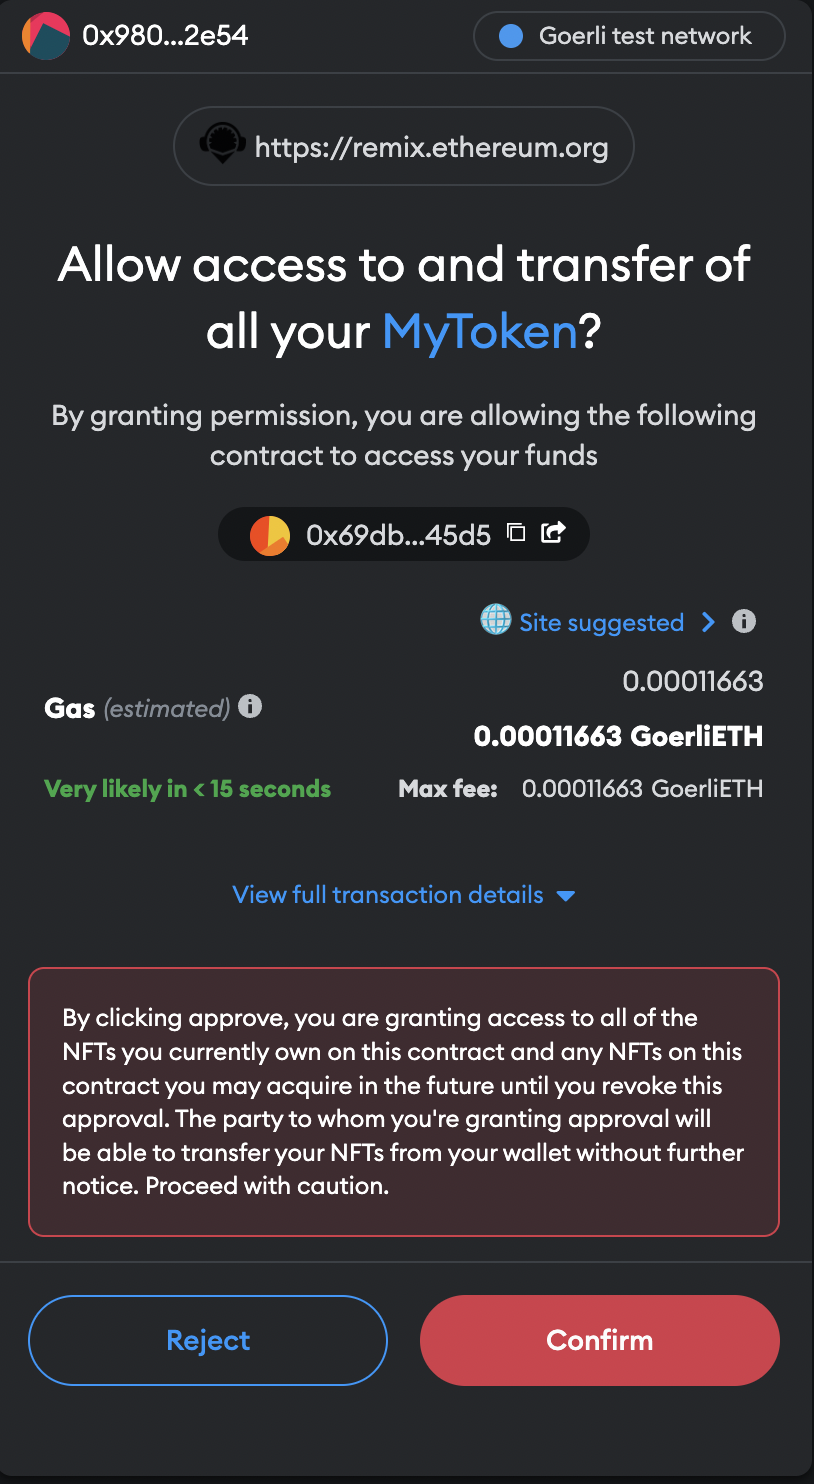 0x980...2e54
Goerli test network
https://remix.ethereum.org
Allow access to and transfer of
all your MyToken?
By granting permission, you are allowing the following
contract to access your funds
0x69db...45d5
Site suggested
0.00011663
Gas (estimated)
0.00011663 GoerliETH
Very likely in < 15 seconds
Max fee: 0.00011663 GoerliETH
View full transaction details
By clicking approve, you are granting access to all of the
NFTs you currently own on this contract and any NFTs on this
contract you may acquire in the future until you revoke this
approval. The party to whom you're granting approval will
be able to transfer your NFTs from your wallet without further
notice. Proceed with caution.
Reject
Confirm